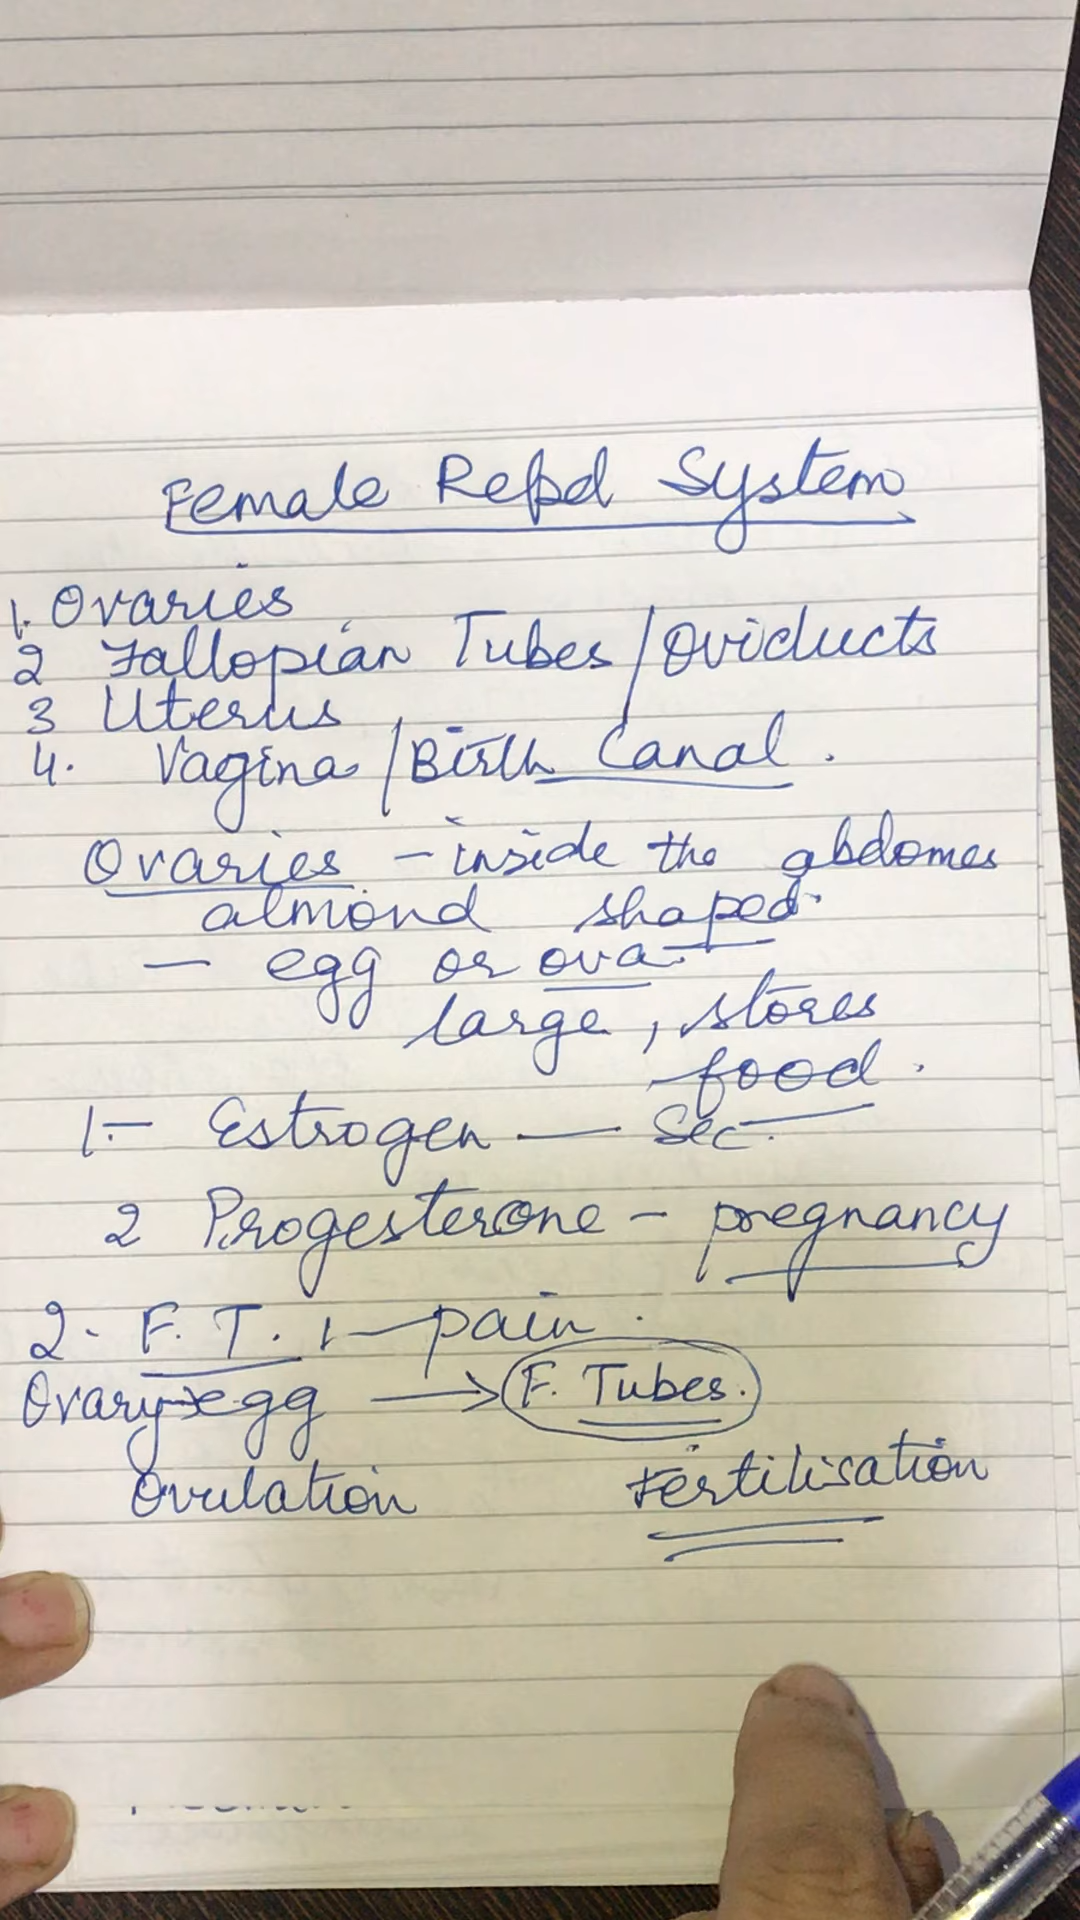 Female Repd System
1. Ovaries
2 Fallopian Tubes/Oviducts
3 Uterus
4. Vagina/Birth Canal.
Ovaries - inside the abdomes
almond shaped.
- egg or ova.
large, stores
food.
1.- Estrogen - Sec.
2 Progesterone - pregnancy
2. F. T. 1 - pair.
Ovary → egg → F. Tubes.
Ovulation Fertilisation